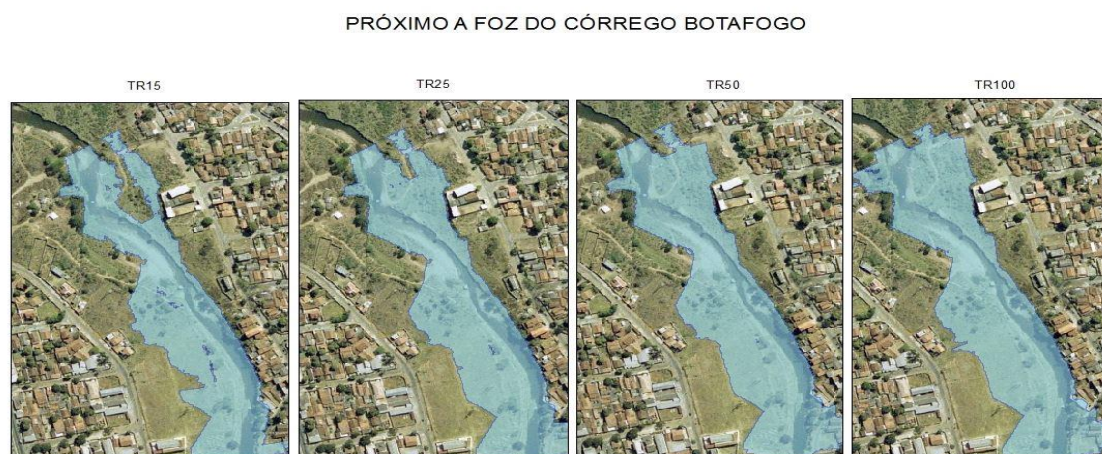 PRÓXIMO A FOZ DO CÓRREGO BOTAFOGO
TR15
TR25
TR50
TR100